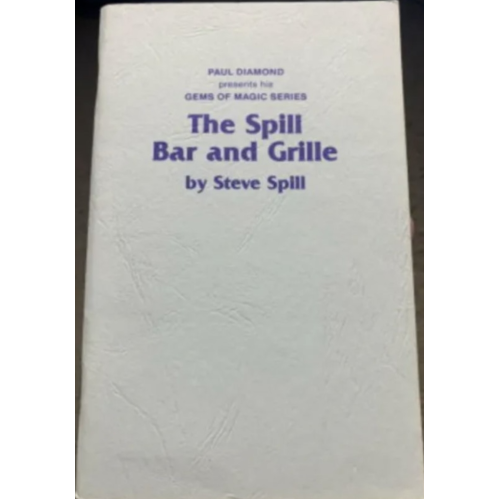 PAUL DIAMOND
presents his
GEMS OF MAGIC SERIES
The Spill
Bar and Grille
by Steve Spill